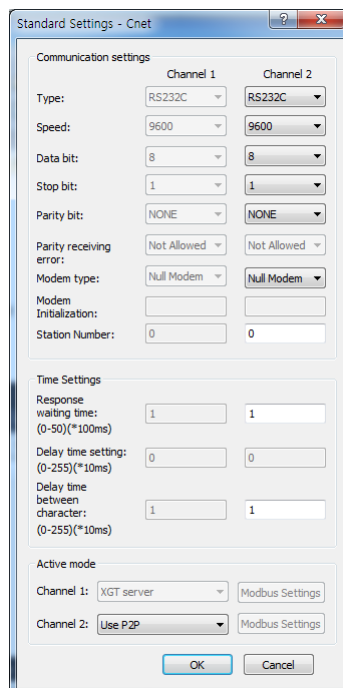 Standard Settings - Cnet
Communication settings
Channel 1 Channel 2
Type: RS232C RS232C
Speed: 9600 9600
Data bit: 8 8
Stop bit: 1 1
Parity bit: NONE NONE
Parity receiving
error: Not Allowed Not Allowed
Modem type: Null Modem Null Modem
Modem
Initialization:
Station Number: 0 0
Time Settings
Response
waiting time: 1 1
(0-50)(*100ms)
Delay time setting: 0 0
(0-255)(*10ms)
Delay time
between
character: 1 1
(0-255)(*10ms)
Active mode
Channel 1: XGT server Modbus Settings
Channel 2: Use P2P Modbus Settings
OK Cancel